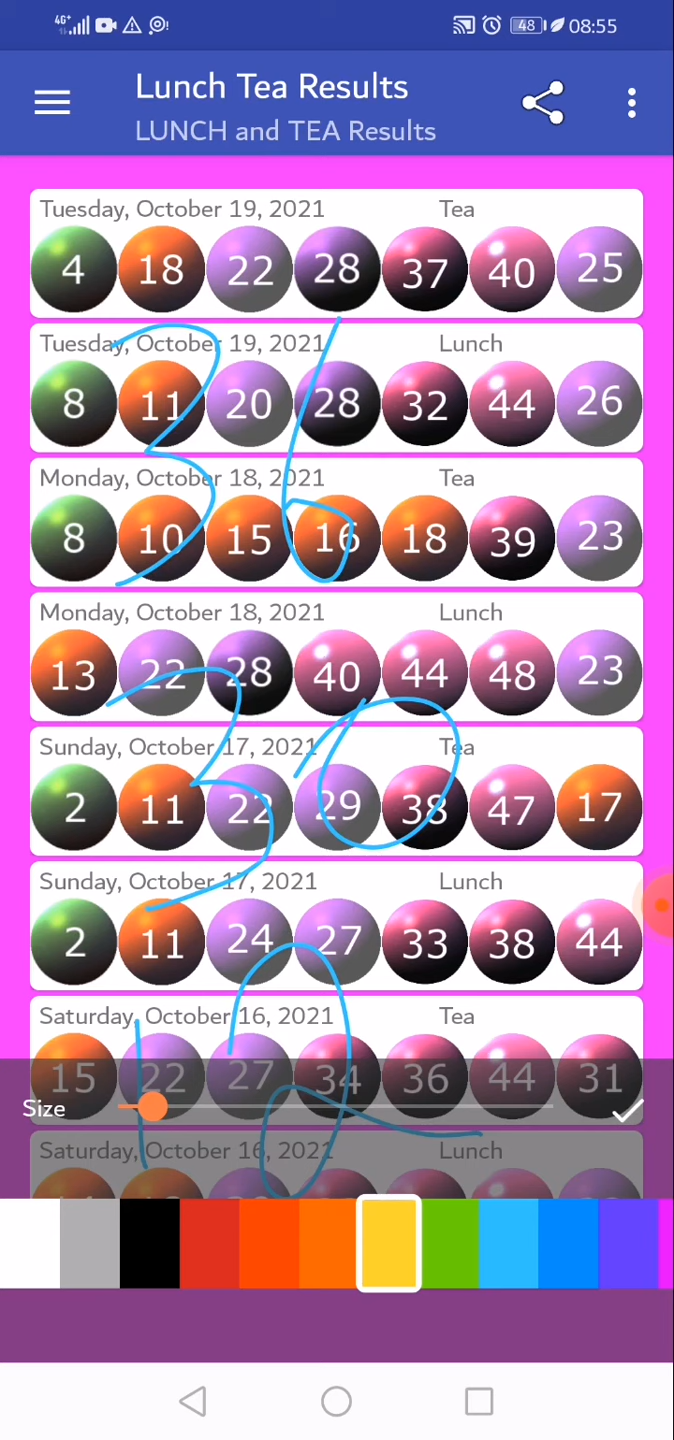 4G+ 48 08:55
Lunch Tea Results
LUNCH and TEA Results
Tuesday, October 19, 2021 Tea
4 18 22 28 37 40 25
Tuesday, October 19, 2021 Lunch
8 11 20 28 32 44 26
Monday, October 18, 2021 Tea
8 10 15 16 18 39 23
Monday, October 18, 2021 Lunch
13 22 28 40 44 48 23
Sunday, October 17, 2021 Tea
2 11 22 29 38 47 17
Sunday, October 17, 2021 Lunch
2 11 24 27 33 38 44
Saturday, October 16, 2021 Tea
15 22 27 34 36 44 31
Size
Saturday, October 16, 2021 Lunch
36